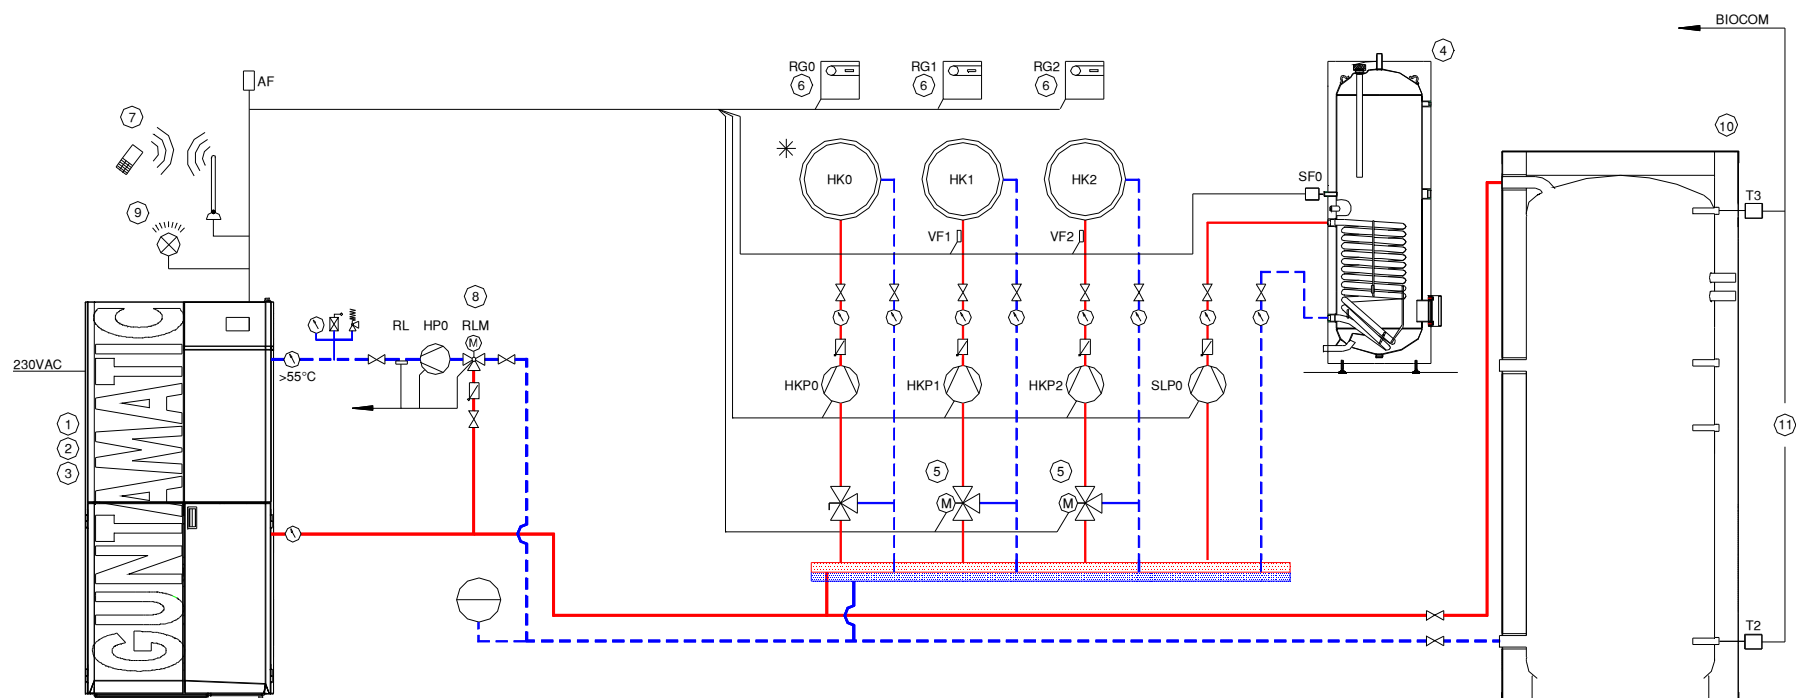 BIOCOM
4
AF
RG0
RG1
RG2
6
6
6
7
10
HK0
HK1
HK2
SF0
T3
9
VF1
VF2
8
RL
HP0
RLM
M
230VAC
>55°C
HKP0
HKP1
HKP2
SLP0
1
2
3
11
5
5
M
M
GUNTAMATIC
T2